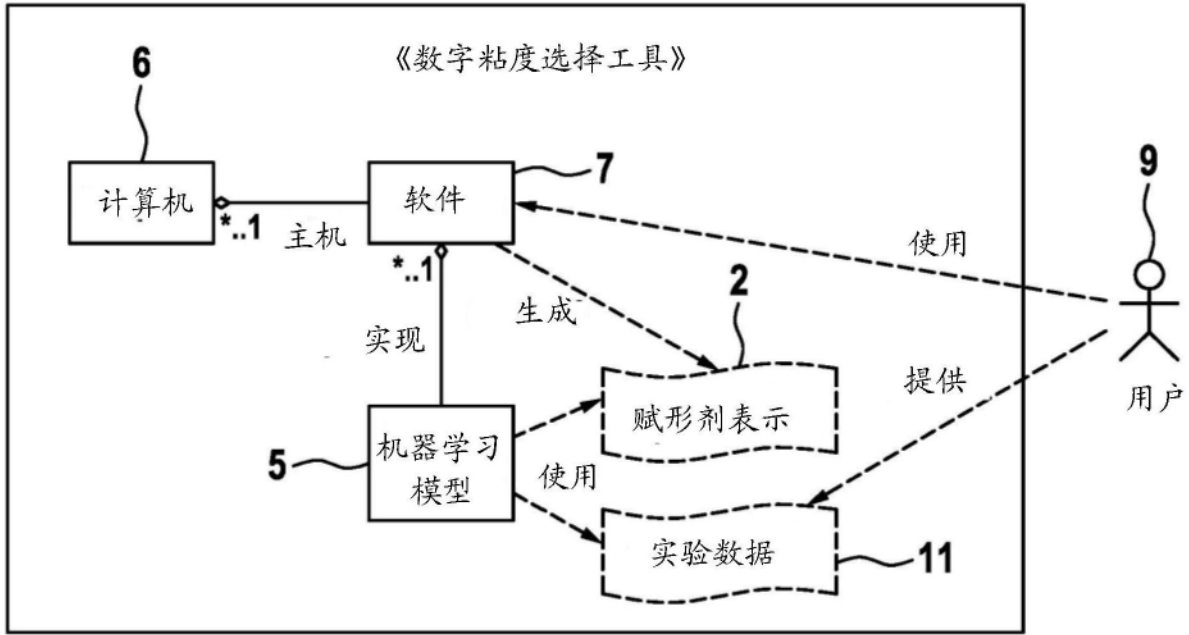 《数字粘度选择工具》
6
9
计算机
*..1
主机
软件
7
*..1
使用
生成
2
实现
提供
用户
赋形剂表示
5
机器学习
模型
使用
实验数据
11